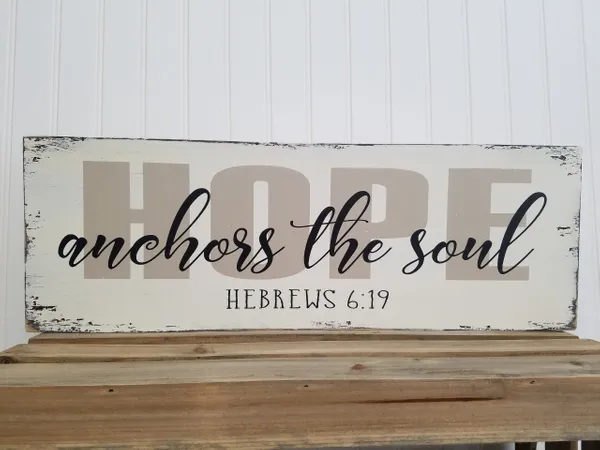 HOPE
anchors the soul
HEBREWS 6:19